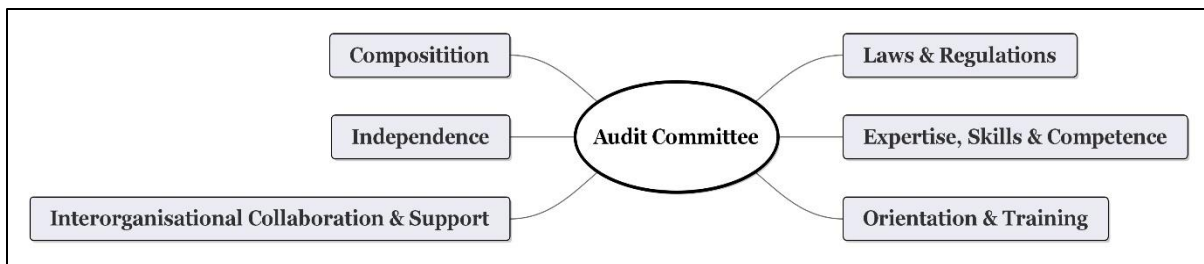 Compositition
Laws & Regulations
Independence
Audit Committee
Expertise, Skills & Competence
Interorganisational Collaboration & Support
Orientation & Training